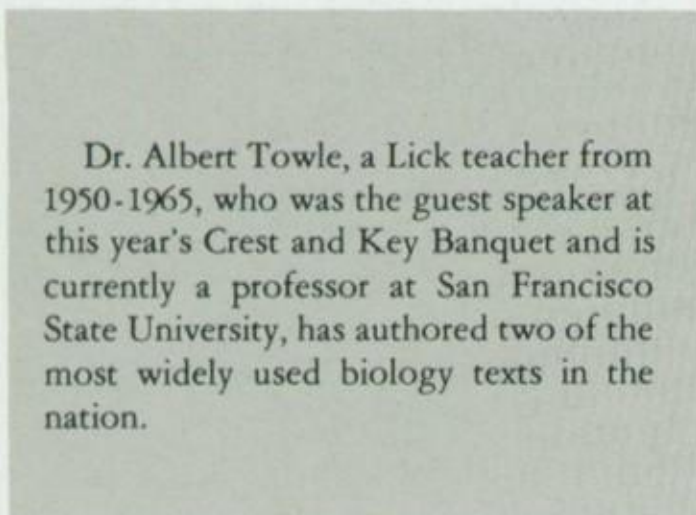 Dr. Albert Towle, a Lick teacher from
1950-1965, who was the guest speaker at
this year's Crest and Key Banquet and is
currently a professor at San Francisco
State University, has authored two of the
most widely used biology texts in the
nation.